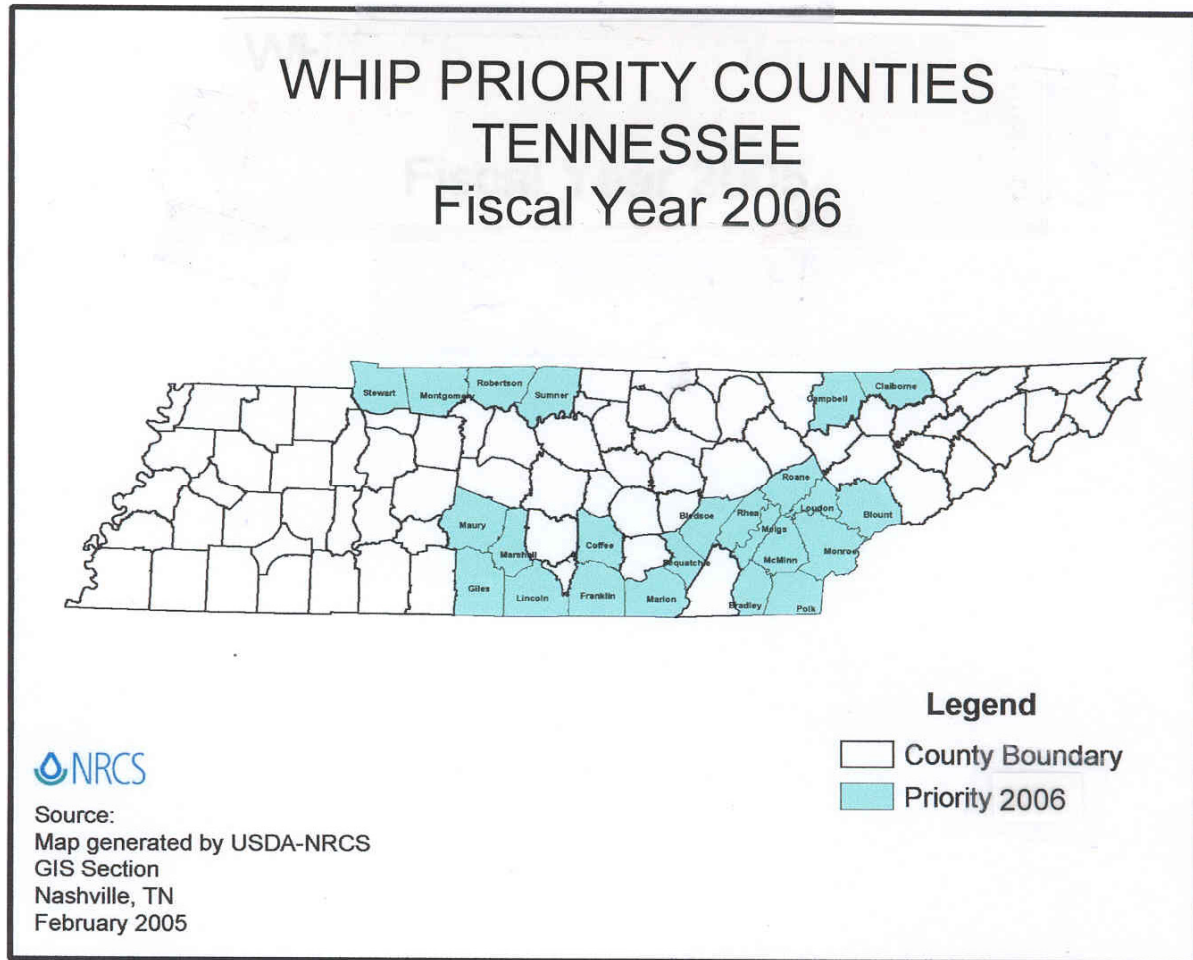 WHIP PRIORITY COUNTIES
TENNESSEE
Fiscal Year 2006
Stewart
Montgomery
Robertson
Sumner
Campbell
Claiborne
Maury
Marshall
Coffee
Giles
Lincoln
Franklin
Marion
Sequatchie
Bledsoe
Rhea
Roane
Loudon
Meigs
McMinn
Monroe
Blount
Bradley
Polk
Legend
County Boundary
Priority 2006
NRCS
Source:
Map generated by USDA-NRCS
GIS Section
Nashville, TN
February 2005